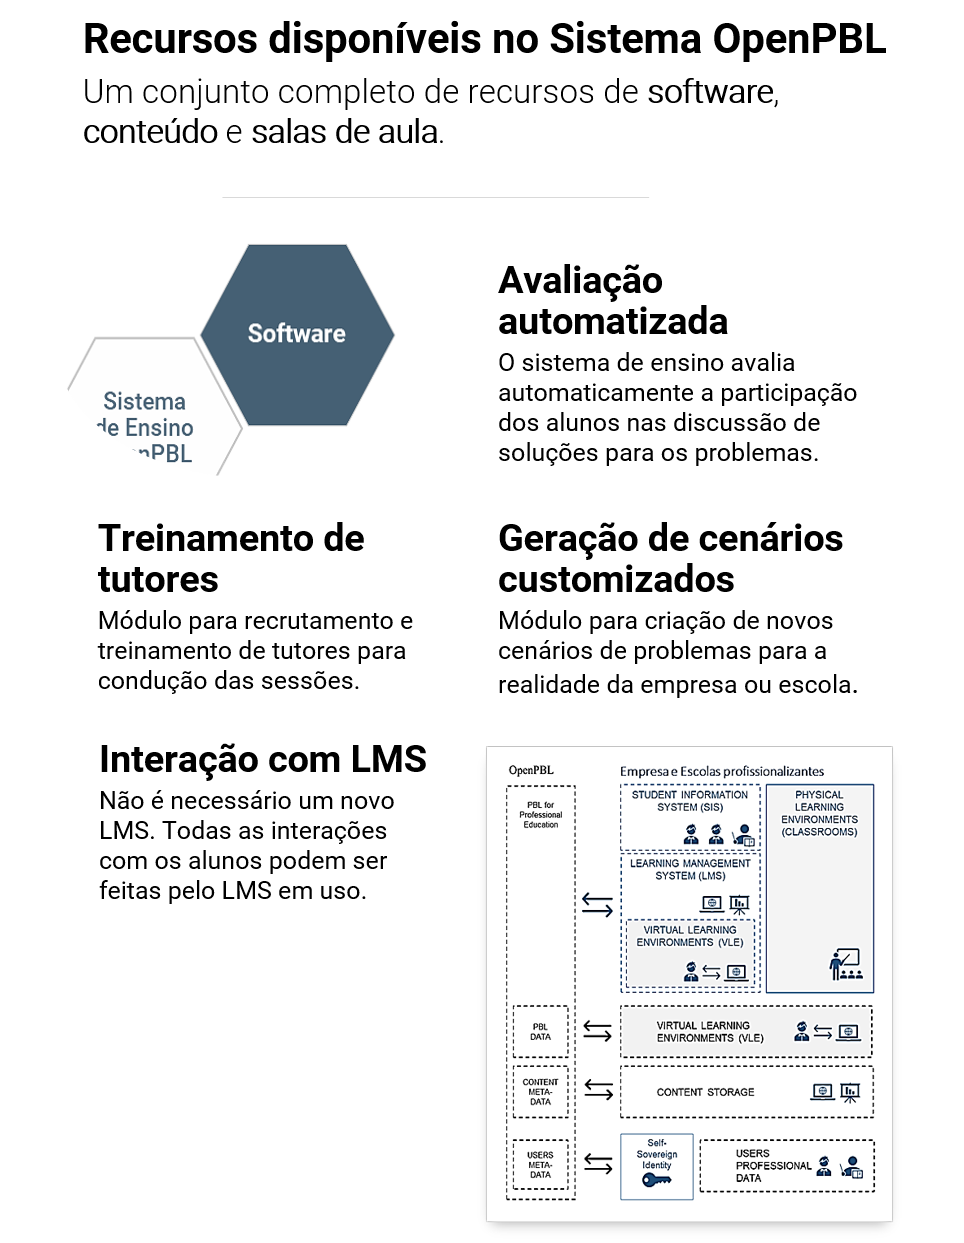 Recursos disponíveis no Sistema OpenPBL
Um conjunto completo de recursos de software,
conteúdo e salas de aula.
Software
Sistema
de Ensino
nPBL
Avaliação
automatizada
O sistema de ensino avalia
automaticamente a participação
dos alunos nas discussão de
soluções para os problemas.
Treinamento de
tutores
Módulo para recrutamento e
treinamento de tutores para
condução das sessões.
Geração de cenários
customizados
Módulo para criação de novos
cenários de problemas para a
realidade da empresa ou escola.
Interação com LMS
Não é necessário um novo
LMS. Todas as interações
com os alunos podem ser
feitas pelo LMS em uso.
OpenPBL
Empresa e Escolas profissionalizantes
PBL for
Professional
Education
STUDENT INFORMATION
SYSTEM (SIS)
PHYSICAL
LEARNING
ENVIRONMENTS
(CLASSROOMS)
LEARNING MANAGEMENT
SYSTEM (LMS)
VIRTUAL LEARNING
ENVIRONMENTS (VLE)
PBL
DATA
VIRTUAL LEARNING
ENVIRONMENTS (VLE)
CONTENT
META-
DATA
CONTENT STORAGE
USERS
META-
DATA
Self-
Sovereign
Identity
USERS
PROFESSIONAL
DATA